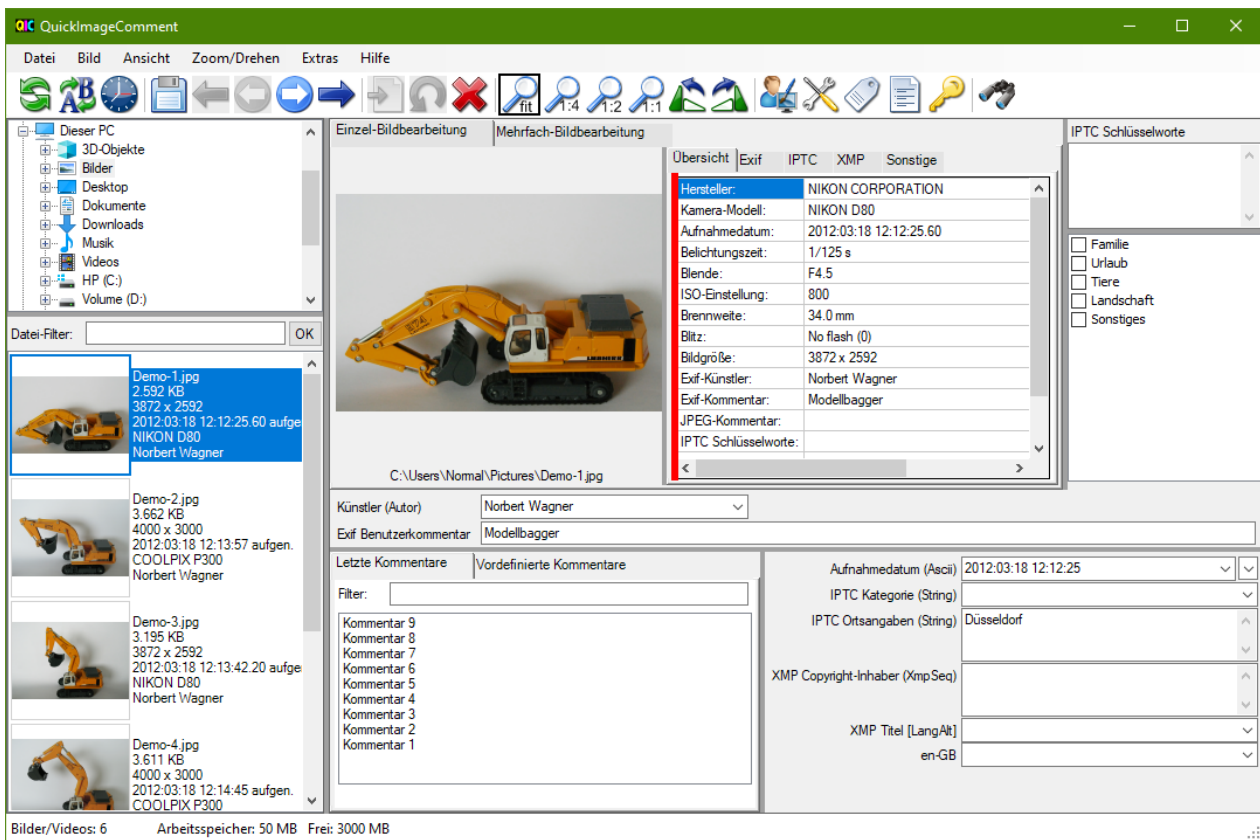 QuickImageComment
Datei Bild Ansicht Zoom/Drehen Extras Hilfe
fit 1:4 1:2 1:1
Dieser PC
3D-Objekte
Bilder
Desktop
Dokumente
Downloads
Musik
Videos
HP (C:)
Volume (D:)
Datei-Filter: OK
Demo-1.jpg
2.592 KB
3872 x 2592
2012:03:18 12:12:25.60 aufge
NIKON D80
Norbert Wagner
Demo-2.jpg
3.662 KB
4000 x 3000
2012:03:18 12:13:57 aufgen.
COOLPIX P300
Norbert Wagner
Demo-3.jpg
3.195 KB
3872 x 2592
2012:03:18 12:13:42.20 aufge
NIKON D80
Norbert Wagner
Demo-4.jpg
3.611 KB
4000 x 3000
2012:03:18 12:14:45 aufgen.
COOLPIX P300
Einzel-Bildbearbeitung Mehrfach-Bildbearbeitung
LIEBHERR
C:\Users\Normal\Pictures\Demo-1.jpg
Übersicht Exif IPTC XMP Sonstige
Hersteller: NIKON CORPORATION
Kamera-Modell: NIKON D80
Aufnahmedatum: 2012:03:18 12:12:25.60
Belichtungszeit: 1/125 s
Blende: F4.5
ISO-Einstellung: 800
Brennweite: 34.0 mm
Blitz: No flash (0)
Bildgröße: 3872 x 2592
Exif-Künstler: Norbert Wagner
Exif-Kommentar: Modellbagger
JPEG-Kommentar:
IPTC Schlüsselworte:
IPTC Schlüsselworte
Familie
Urlaub
Tiere
Landschaft
Sonstiges
Künstler (Autor) Norbert Wagner
Exif Benutzerkommentar Modellbagger
Letzte Kommentare Vordefinierte Kommentare
Filter:
Kommentar 9
Kommentar 8
Kommentar 7
Kommentar 6
Kommentar 5
Kommentar 4
Kommentar 3
Kommentar 2
Kommentar 1
Aufnahmedatum (Ascii) 2012:03:18 12:12:25
IPTC Kategorie (String)
IPTC Ortsangaben (String) Düsseldorf
XMP Copyright-Inhaber (XmpSeq)
XMP Titel [LangAlt]
en-GB
Bilder/Videos: 6 Arbeitsspeicher: 50 MB Frei: 3000 MB